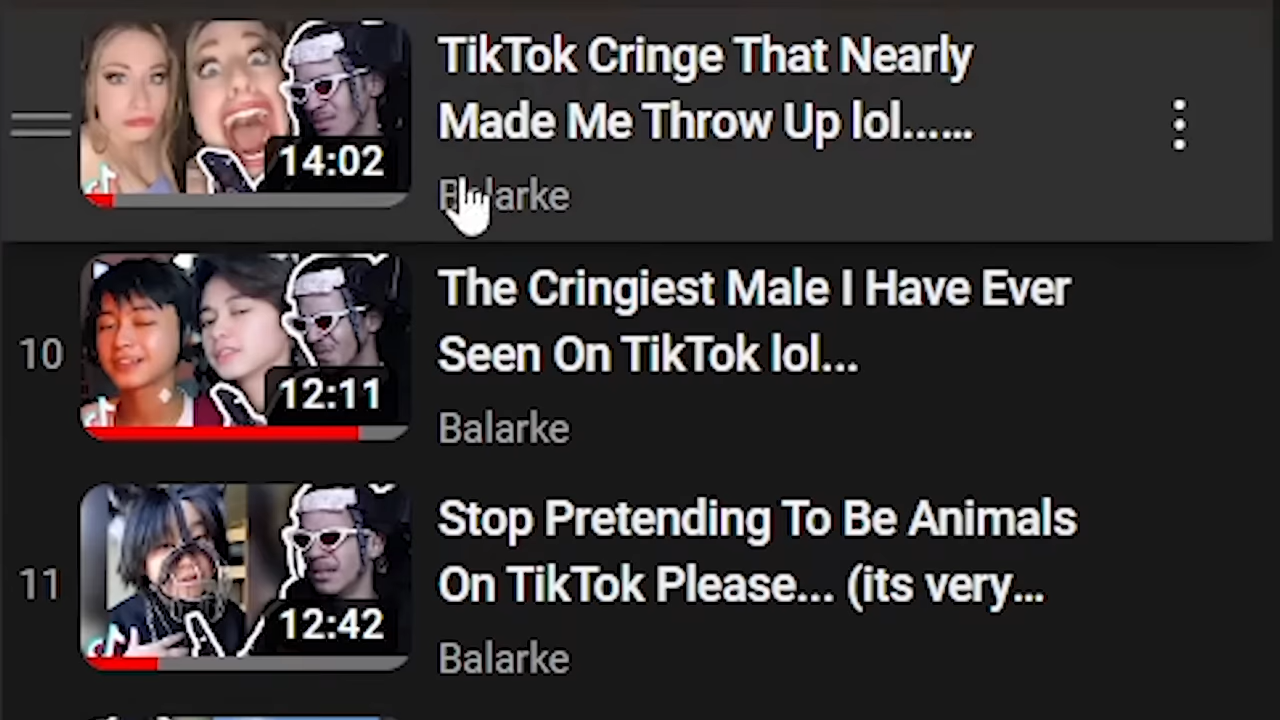 TikTok Cringe That Nearly
Made Me Throw Up lol......
14:02
Balarke
10
The Cringiest Male I Have Ever
Seen On TikTok lol...
12:11
Balarke
11
Stop Pretending To Be Animals
On TikTok Please... (its very...
12:42
Balarke